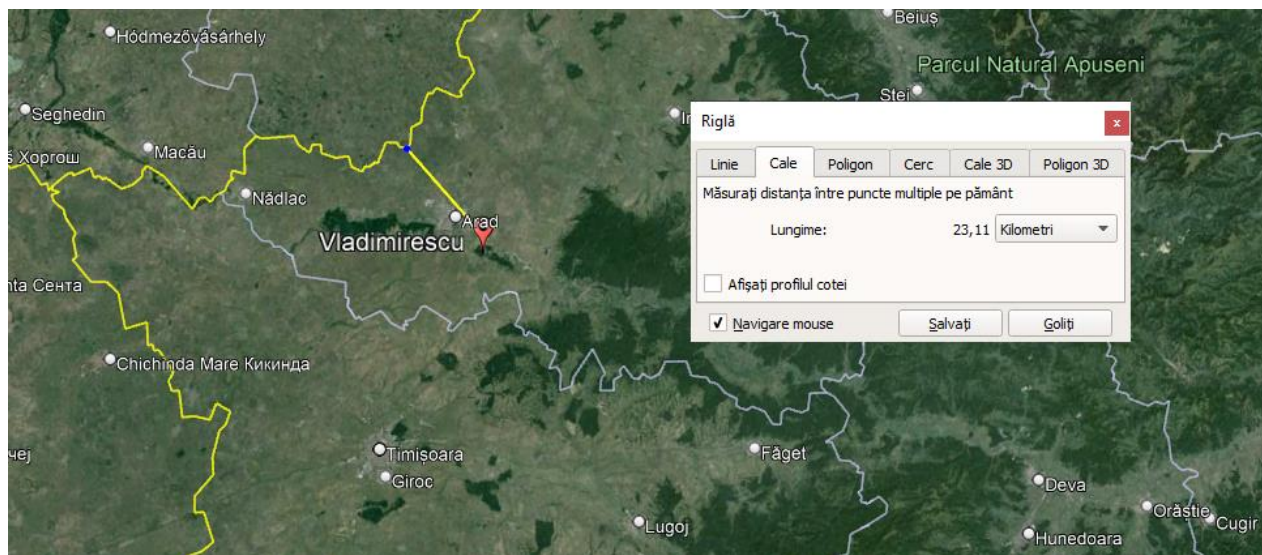 Beiuș
Hódmezővásárhely
Parcul Natural Apuseni
Ștei
Seghedin
Riglă
x
Хоргош
Macău
Linie
Cale
Poligon
Cerc
Cale 3D
Poligon 3D
Măsurați distanța între puncte multiple pe pământ
Nădlac
Arad
Lungime:
23,11
Kilometri
Vladimirescu
Сента
Afișați profilul cotei
Navigare mouse
Salvați
Goliți
Chichinda Mare Кикинда
Timișoara
Făget
Giroc
Deva
Orăștie
Lugoj
Cugir
Hunedoara